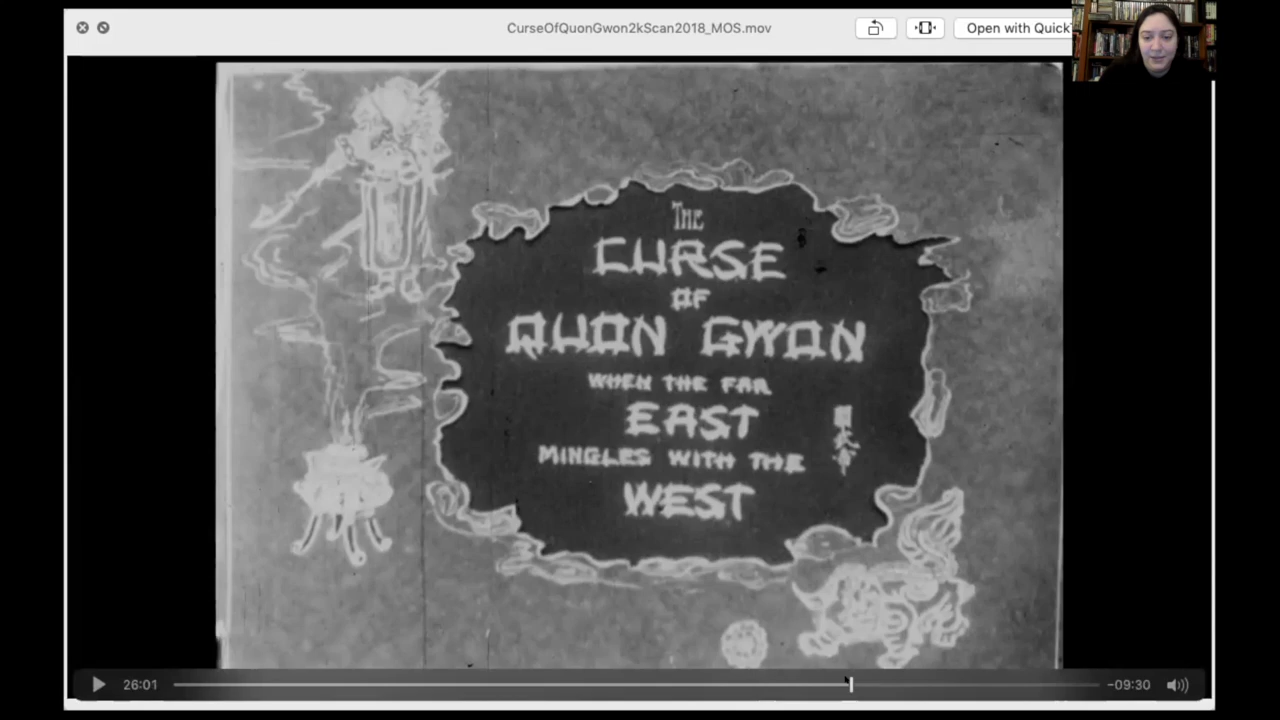 CurseOfQuonGwon2kScan2018_MOS.mov
Open with Quick
THE
CURSE
OF
QUON GWON
WHEN THE FAR
EAST
MINGLES WITH THE
WEST
26:01
-09:30